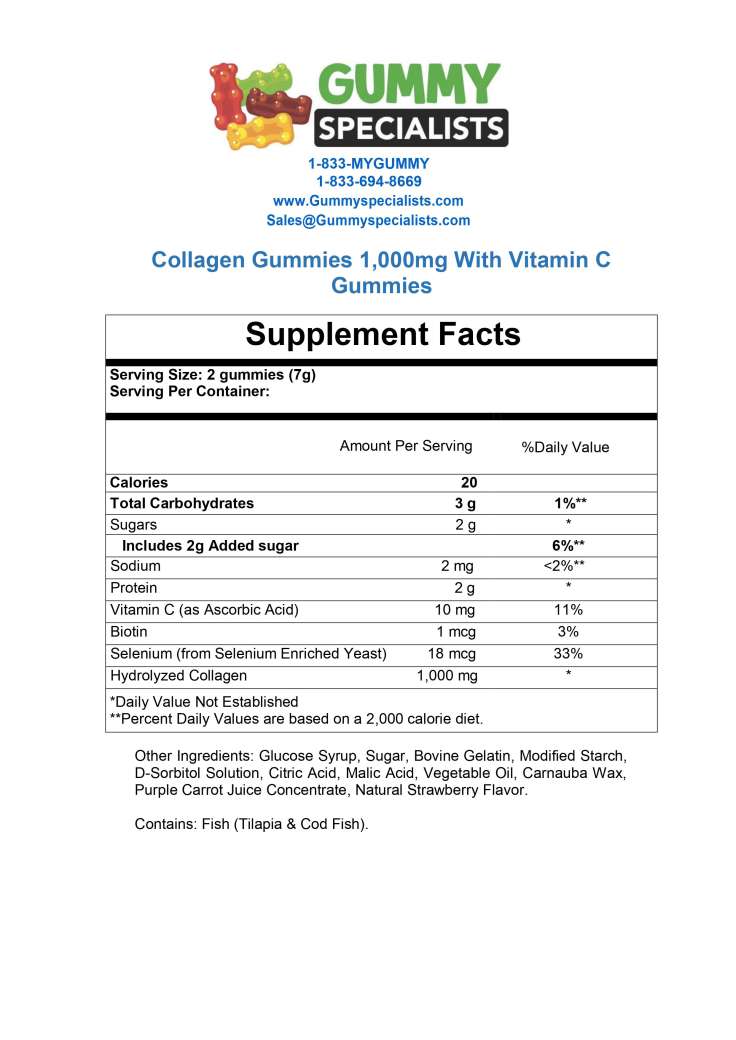 GUMMY
SPECIALISTS
1-833-MYGUMMY
1-833-694-8669
www.Gummyspecialists.com
Sales@Gummyspecialists.com
Collagen Gummies 1,000mg With Vitamin C
Gummies
Supplement Facts
Serving Size: 2 gummies (7g)
Serving Per Container:
Amount Per Serving %Daily Value
Calories 20
Total Carbohydrates 3 g 1%**
Sugars 2 g *
Includes 2g Added sugar 6%**
Sodium 2 mg <2%**
Protein 2 g *
Vitamin C (as Ascorbic Acid) 10 mg 11%
Biotin 1 mcg 3%
Selenium (from Selenium Enriched Yeast) 18 mcg 33%
Hydrolyzed Collagen 1,000 mg *
*Daily Value Not Established
**Percent Daily Values are based on a 2,000 calorie diet.
Other Ingredients: Glucose Syrup, Sugar, Bovine Gelatin, Modified Starch,
D-Sorbitol Solution, Citric Acid, Malic Acid, Vegetable Oil, Carnauba Wax,
Purple Carrot Juice Concentrate, Natural Strawberry Flavor.
Contains: Fish (Tilapia & Cod Fish).